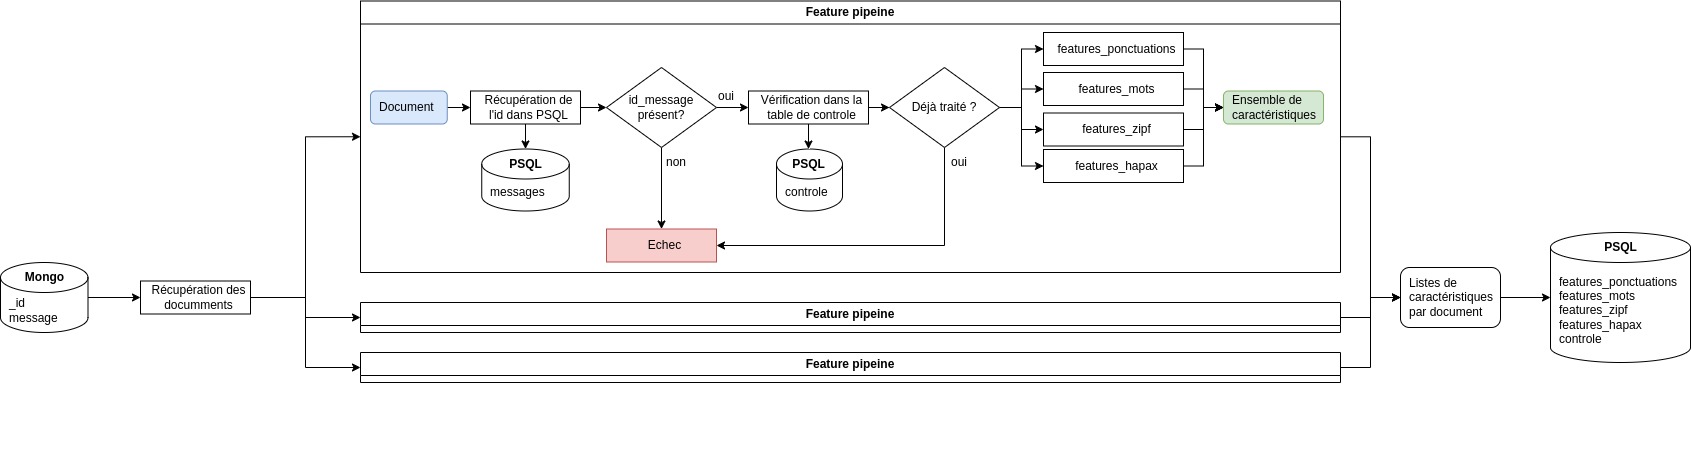 Feature pipeine
Document
Récupération de
l'id dans PSQL
PSQL
messages
id_message
présent?
oui
non
Vérification dans la
table de controle
PSQL
controle
Déjà traité ?
oui
features_ponctuations
features_mots
features_zipf
features_hapax
Ensemble de
caractéristiques
Echec
Mongo
_id
message
Récupération des
documments
Feature pipeine
Feature pipeine
Listes de
caractéristiques
par document
PSQL
features_ponctuations
features_mots
features_zipf
features_hapax
controle